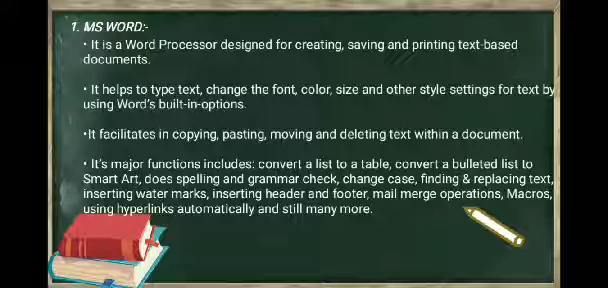 1. MS WORD:-
• It is a Word Processor designed for creating, saving and printing text-based
documents.
• It helps to type text, change the font, color, size and other style settings for text by
using Word's built-in-options.
•It facilitates in copying, pasting, moving and deleting text within a document.
• It's major functions includes: convert a list to a table, convert a bulleted list to
Smart Art, does spelling and grammar check, change case, finding & replacing text,
inserting water marks, inserting header and footer, mail merge operations, Macros,
using hyperlinks automatically and still many more.